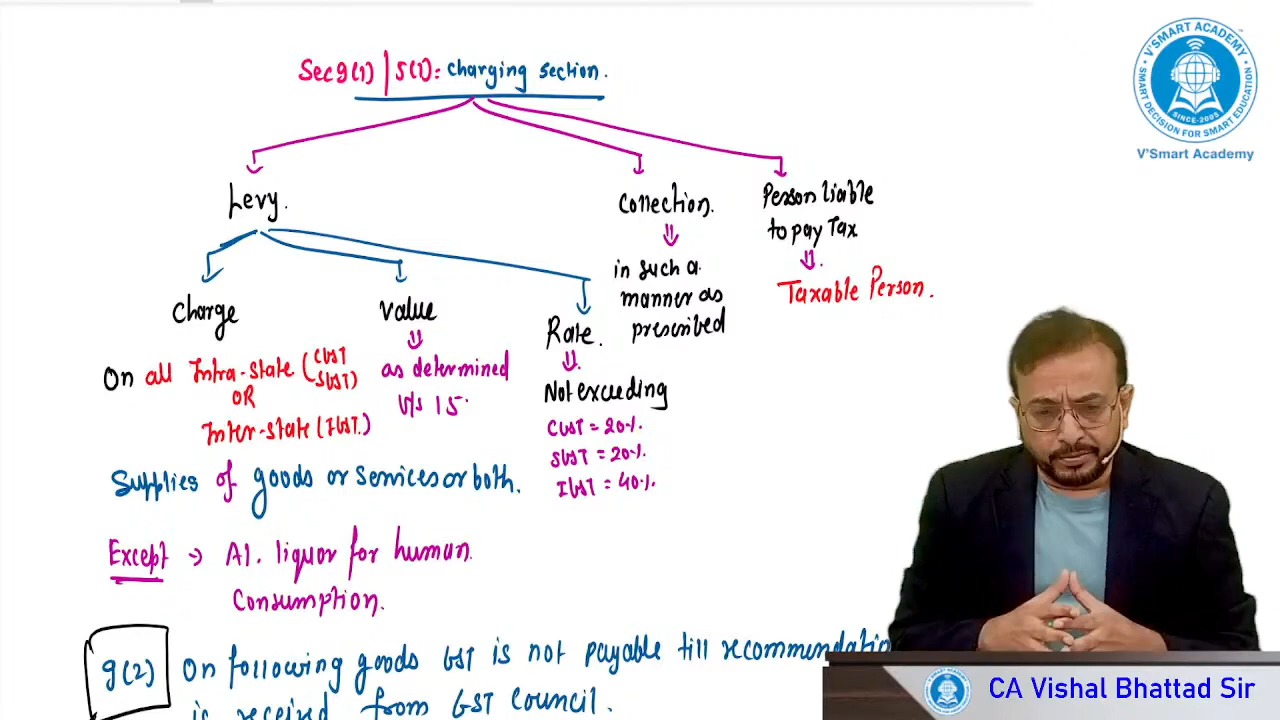 Sec 9(1) | 5(1): charging section.
Levy.
Collection.
Person liable
to pay Tax
in such a
manner as
prescribed
Taxable Person.
Charge
Value
Rate.
On all Intra-state (CGST
SGST)
OR
Inter-state (IGST.)
as determined
U/s 15.
Not exceeding
CGST = 20%.
SGST = 20%.
IGST = 40%.
Supplies of goods or services or both.
Except → Al. liquor for human
Consumption.
9(2) On following goods GST is not payable till recommendation
is received from GST Council.
V'SMART ACADEMY
SMART DECISION FOR SMART EDUCATION
SINCE-2005
V'Smart Academy
CA Vishal Bhattad Sir